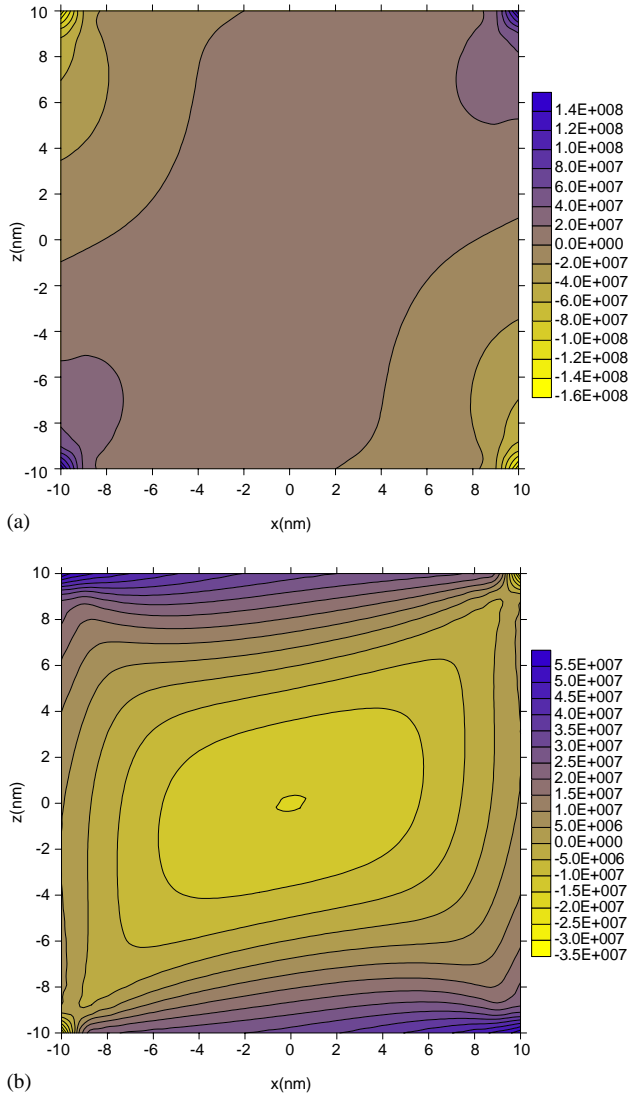 10
8
6
4
2
0
-2
-4
-6
-8
-10
z(nm)
-10 -8 -6 -4 -2 0 2 4 6 8 10
x(nm)
1.4E+008
1.2E+008
1.0E+008
8.0E+007
6.0E+007
4.0E+007
2.0E+007
0.0E+000
-2.0E+007
-4.0E+007
-6.0E+007
-8.0E+007
-1.0E+008
-1.2E+008
-1.4E+008
-1.6E+008
(a)
10
8
6
4
2
0
-2
-4
-6
-8
-10
z(nm)
-10 -8 -6 -4 -2 0 2 4 6 8 10
x(nm)
5.5E+007
5.0E+007
4.5E+007
4.0E+007
3.5E+007
3.0E+007
2.5E+007
2.0E+007
1.5E+007
1.0E+007
5.0E+006
0.0E+000
-5.0E+006
-1.0E+007
-1.5E+007
-2.0E+007
-2.5E+007
-3.0E+007
-3.5E+007
(b)